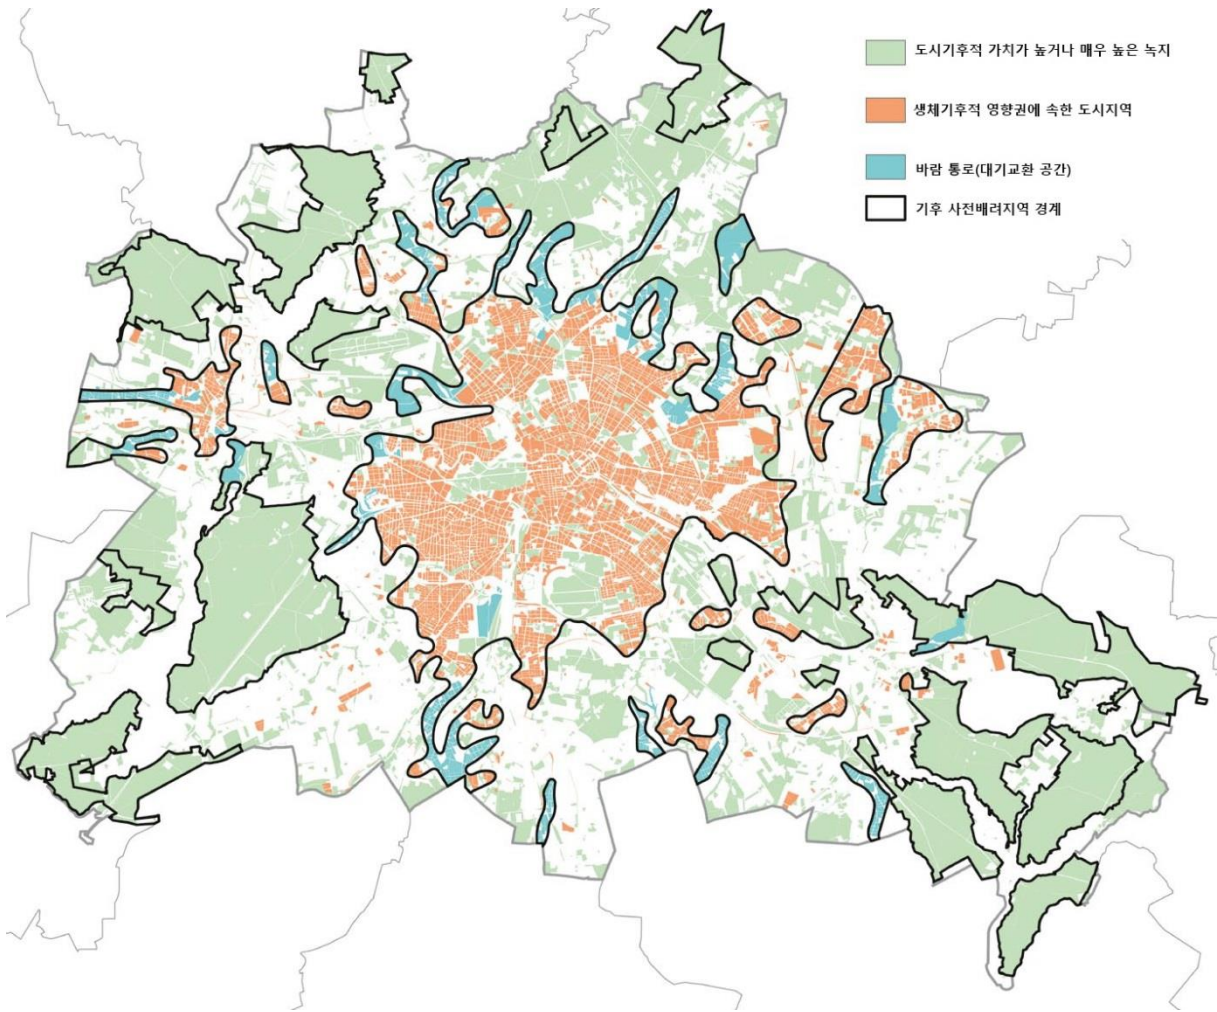 도시기후적 가치가 높거나 매우 높은 녹지
생체기후적 영향권에 속한 도시지역
바람 통로(대기교환 공간)
기후 사전배려지역 경계